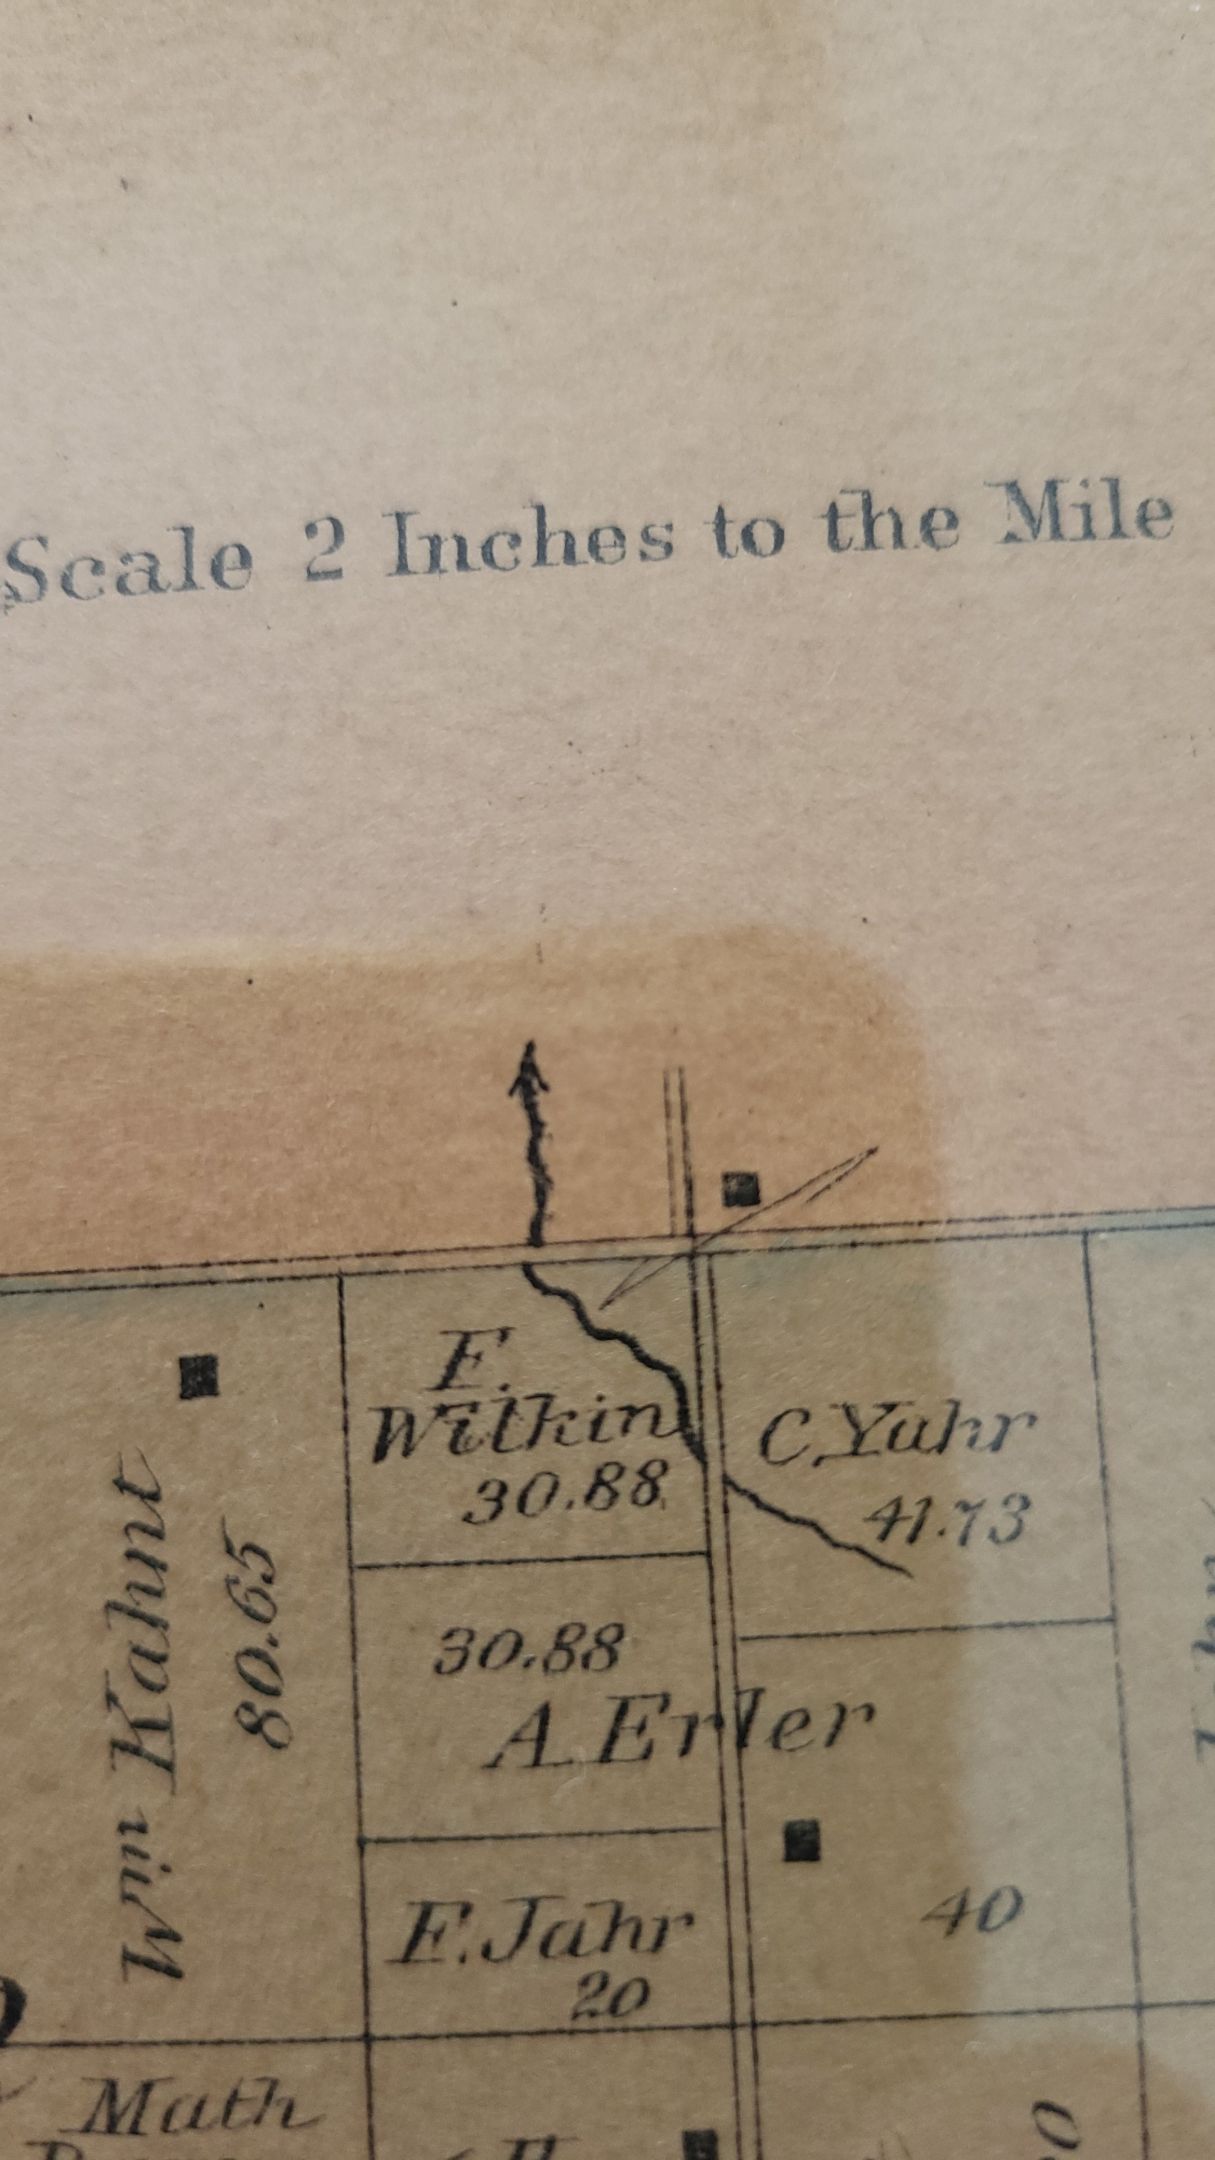 Scale 2 Inches to the Mile
F.
Wilkin
30.88
C. Yahr
41.73
Wm Kahnt
80.65
30.88
A. Erler
40
F. Jahr
20
Math